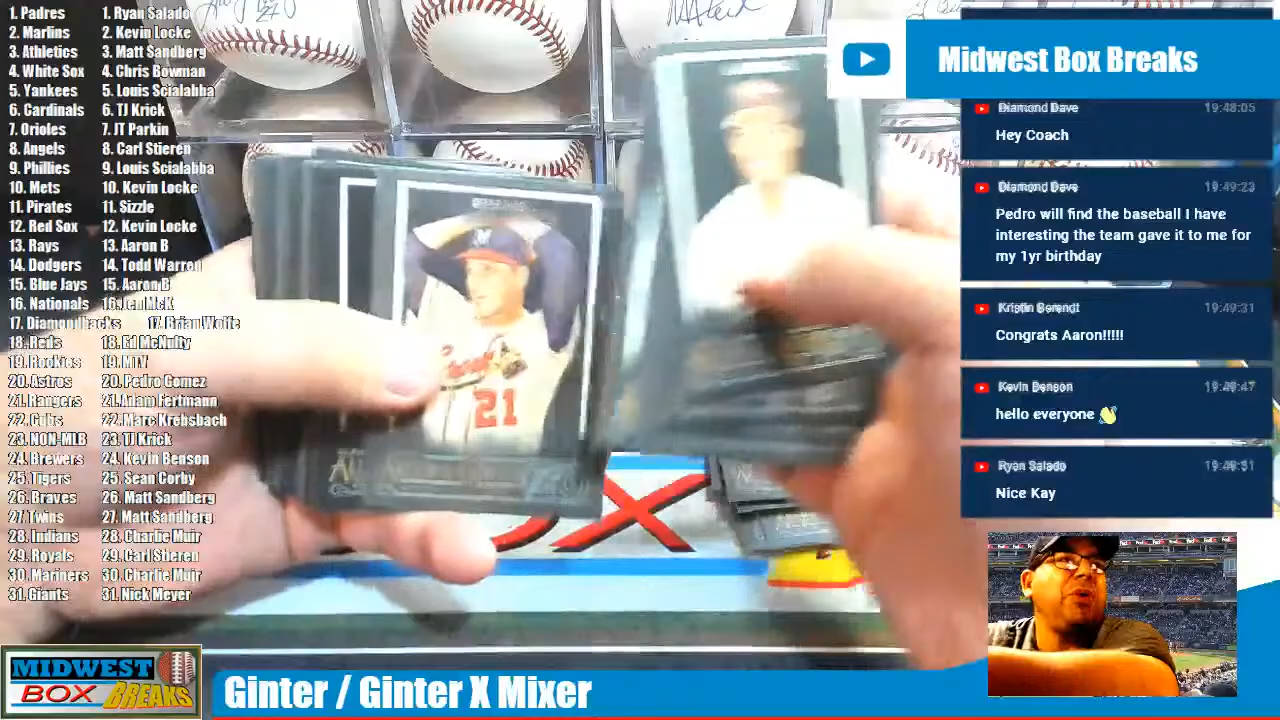 1. Padres 1. Ryan Salado
2. Marlins 2. Kevin Locke
3. Athletics 3. Matt Sandberg
4. White Sox 4. Chris Bowman
5. Yankees 5. Louis Scialabba
6. Cardinals 6. TJ Krick
7. Orioles 7. JT Parkin
8. Angels 8. Carl Stieren
9. Phillies 9. Louis Scialabba
10. Mets 10. Kevin Locke
11. Pirates 11. Sizzle
12. Red Sox 12. Kevin Locke
13. Rays 13. Aaron B
14. Dodgers 14. Todd Warren
15. Blue Jays 15. Aaron B
16. Nationals 16. Jen McK
17. Diamondbacks 17. Brian Wolfe
18. Reds 18. Ed McNulty
19. Rockies 19. MTV
20. Astros 20. Pedro Gomez
21. Rangers 21. Adam Fertmann
22. Cubs 22. Marc Krehsbach
23. NON-MLB 23. TJ Krick
24. Brewers 24. Kevin Benson
25. Tigers 25. Sean Corby
26. Braves 26. Matt Sandberg
27. Twins 27. Matt Sandberg
28. Indians 28. Charlie Muir
29. Royals 29. Carl Stieren
30. Mariners 30. Charlie Muir
31. Giants 31. Nick Meyer
21
X
Midwest Box Breaks
Diamond Dave 19:48:05
Hey Coach
Diamond Dave 19:49:23
Pedro will find the baseball I have
interesting the team gave it to me for
my 1yr birthday
Kristin Berendt 19:49:31
Congrats Aaron!!!!!
Kevin Benson 19:49:47
hello everyone 👋
Ryan Salado
Nice Kay
MIDWEST
BOX BREAKS
Ginter / Ginter X Mixer